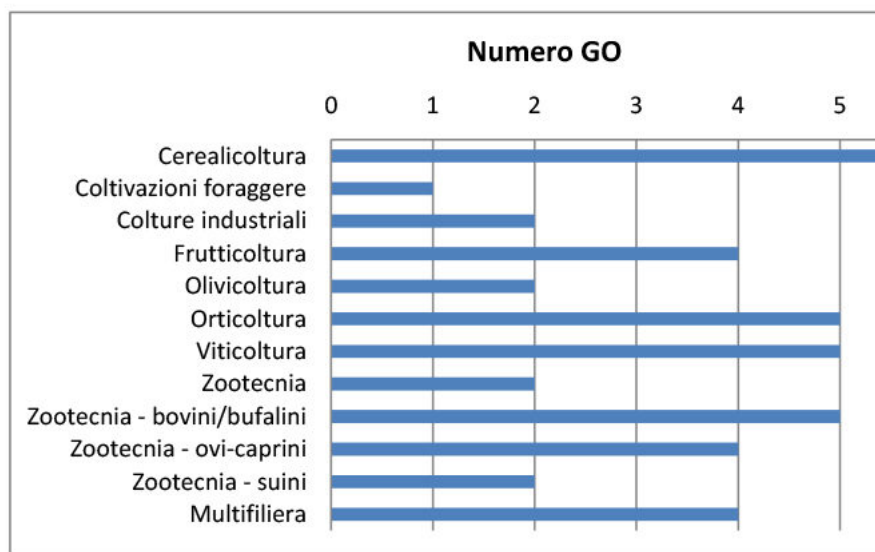 Numero GO
0 1 2 3 4 5
Cerealicoltura
Coltivazioni foraggere
Colture industriali
Frutticoltura
Olivicoltura
Orticoltura
Viticoltura
Zootecnia
Zootecnia - bovini/bufalini
Zootecnia - ovi-caprini
Zootecnia - suini
Multifiliera